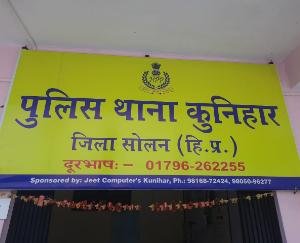 पुलिस थाना कुनिहार
जिला सोलन (हि.प्र.)
दूरभाष: – 01796-262255
Sponsored by: Jeet Computer's Kunihar, Ph.: 98168-72424, 98050-96277